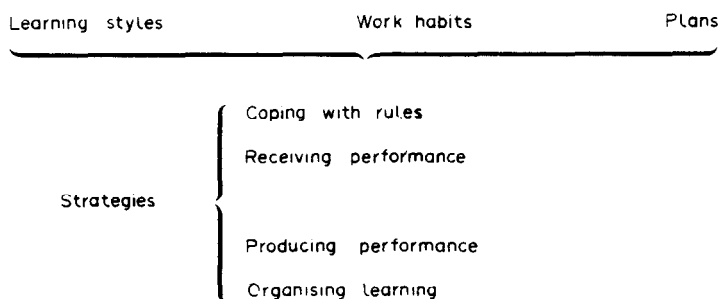 Learning styles Work habits Plans
Coping with rules
Receiving performance
Strategies
Producing performance
Organising learning